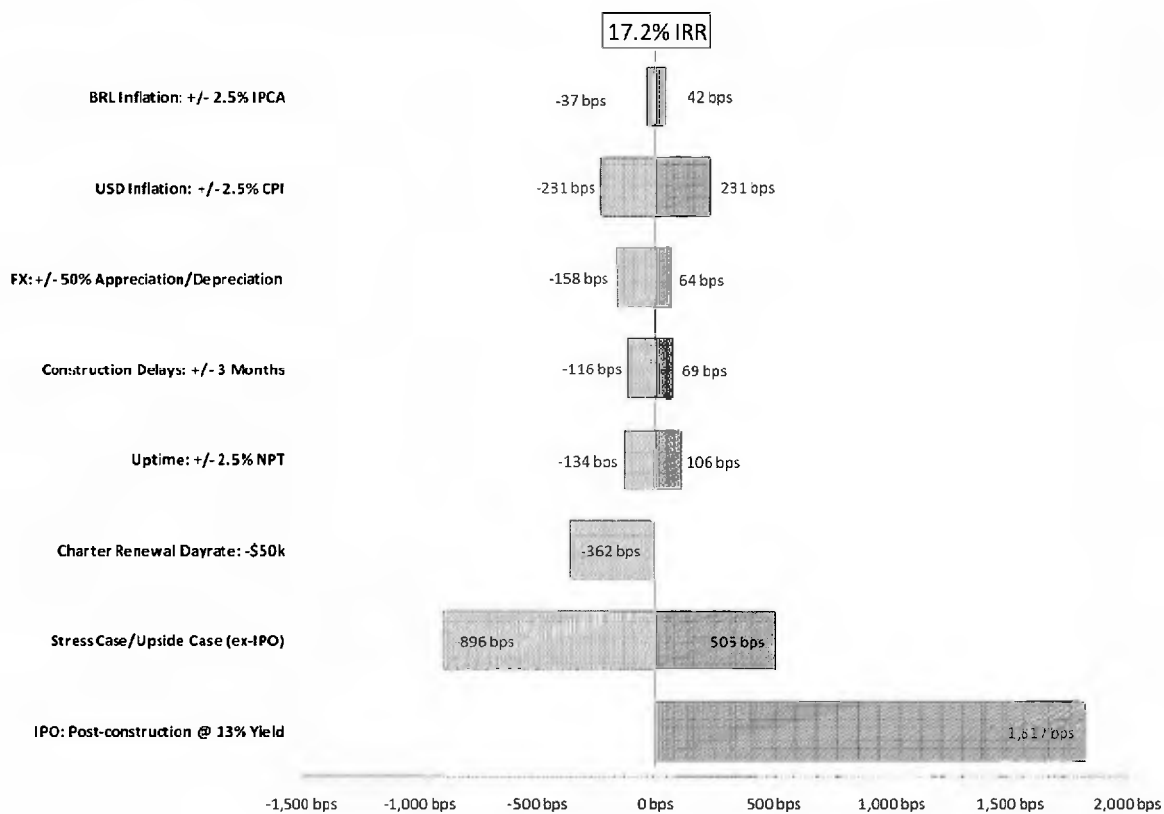 17.2% IRR
BRL Inflation: +/- 2.5% IPCA
-37 bps
42 bps
USD Inflation: +/- 2.5% CPI
-231 bps
231 bps
FX: +/- 50% Appreciation/Depreciation
-158 bps
64 bps
Construction Delays: +/- 3 Months
-116 bps
69 bps
Uptime: +/- 2.5% NPT
-134 bps
106 bps
Charter Renewal Dayrate: -$50k
-362 bps
Stress Case/Upside Case (ex-IPO)
-896 bps
505 bps
IPO: Post-construction @ 13% Yield
1,817 bps
-1,500 bps
-1,000 bps
-500 bps
0 bps
500 bps
1,000 bps
1,500 bps
2,000 bps